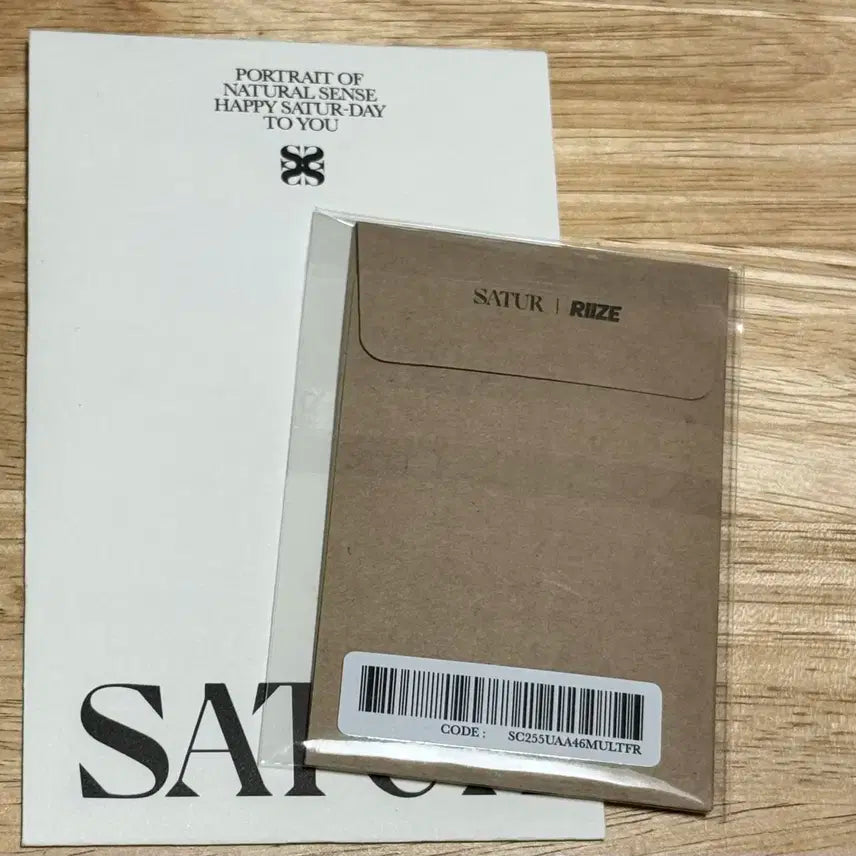 PORTRAIT OF
NATURAL SENSE
HAPPY SATUR-DAY
TO YOU
SATUR | RIIZE
CODE : SC255UAA46MULTFR